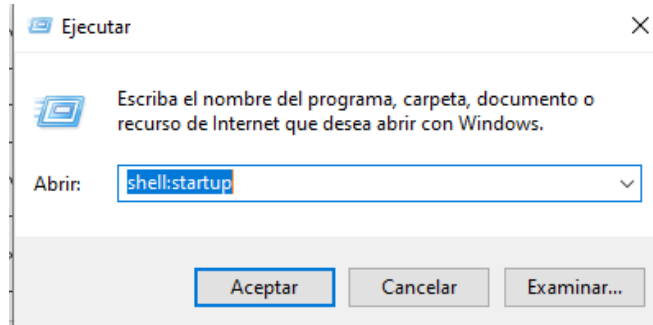 Ejecutar
Escriba el nombre del programa, carpeta, documento o
recurso de Internet que desea abrir con Windows.
Abrir: shell:startup
Aceptar Cancelar Examinar...